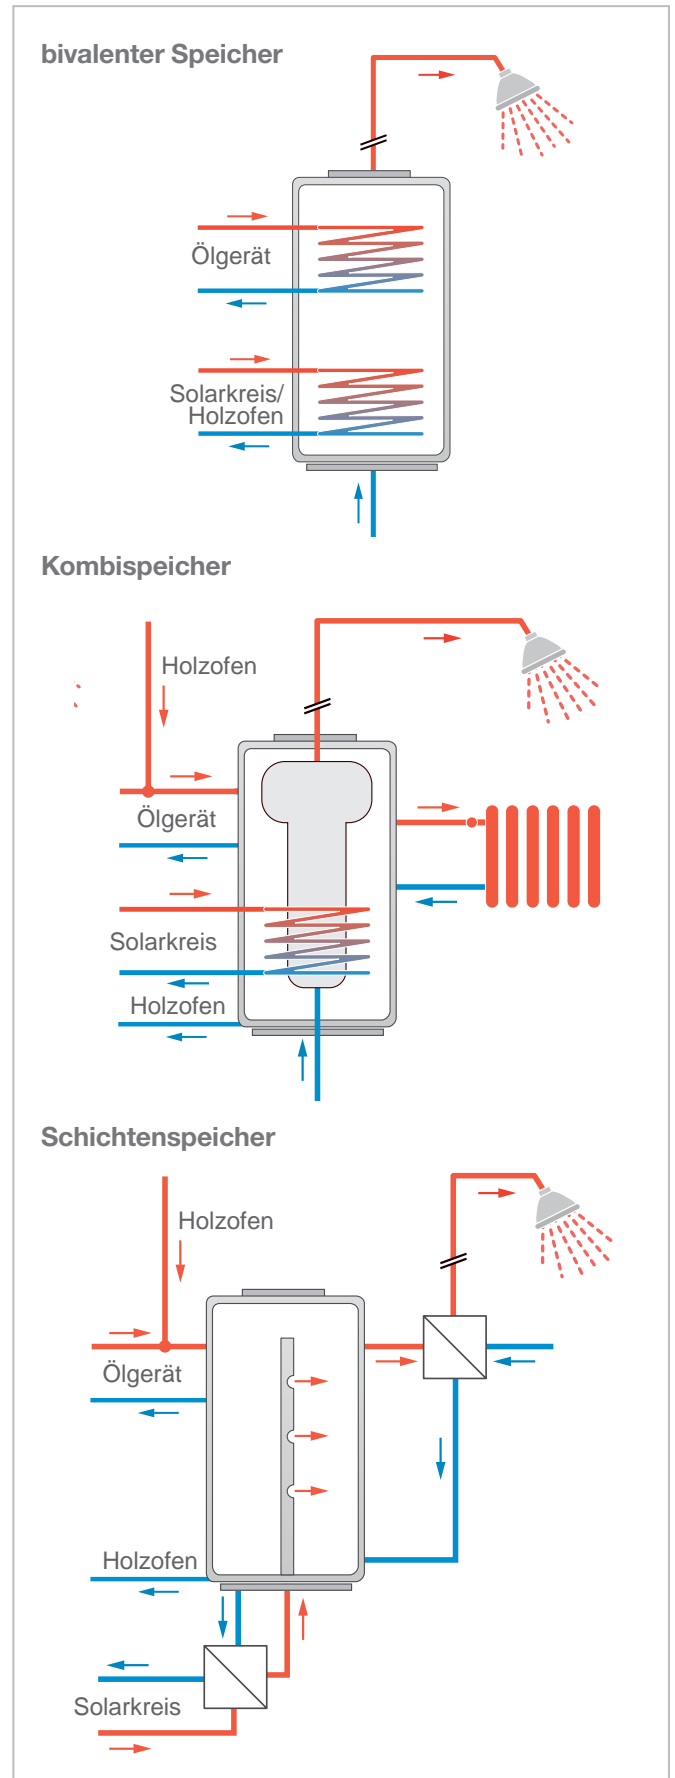 bivalenter Speicher
Ölgerät
Solarkreis/
Holzofen
Kombispeicher
Holzofen
Ölgerät
Solarkreis
Holzofen
Schichtenspeicher
Holzofen
Ölgerät
Holzofen
Solarkreis